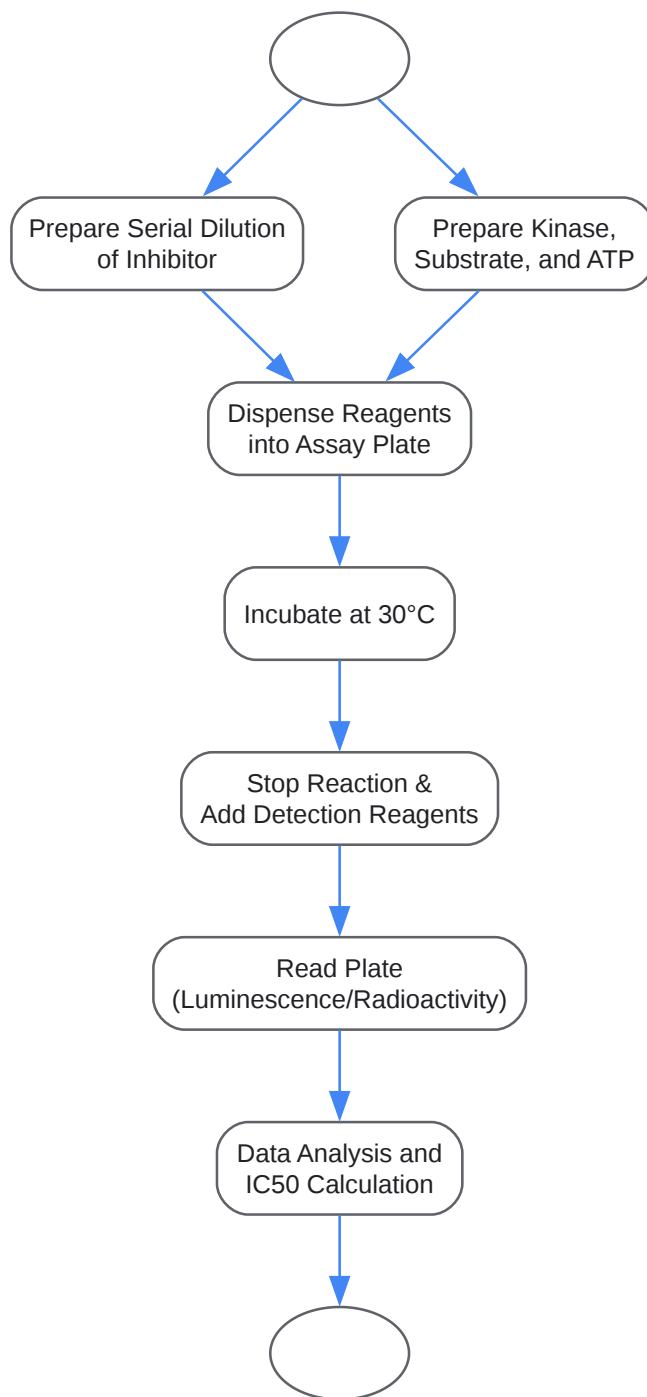 Prepare Serial Dilution
of Inhibitor
Prepare Kinase,
Substrate, and ATP
Dispense Reagents
into Assay Plate
Incubate at 30°C
Stop Reaction &
Add Detection Reagents
Read Plate
(Luminescence/Radioactivity)
Data Analysis and
IC50 Calculation